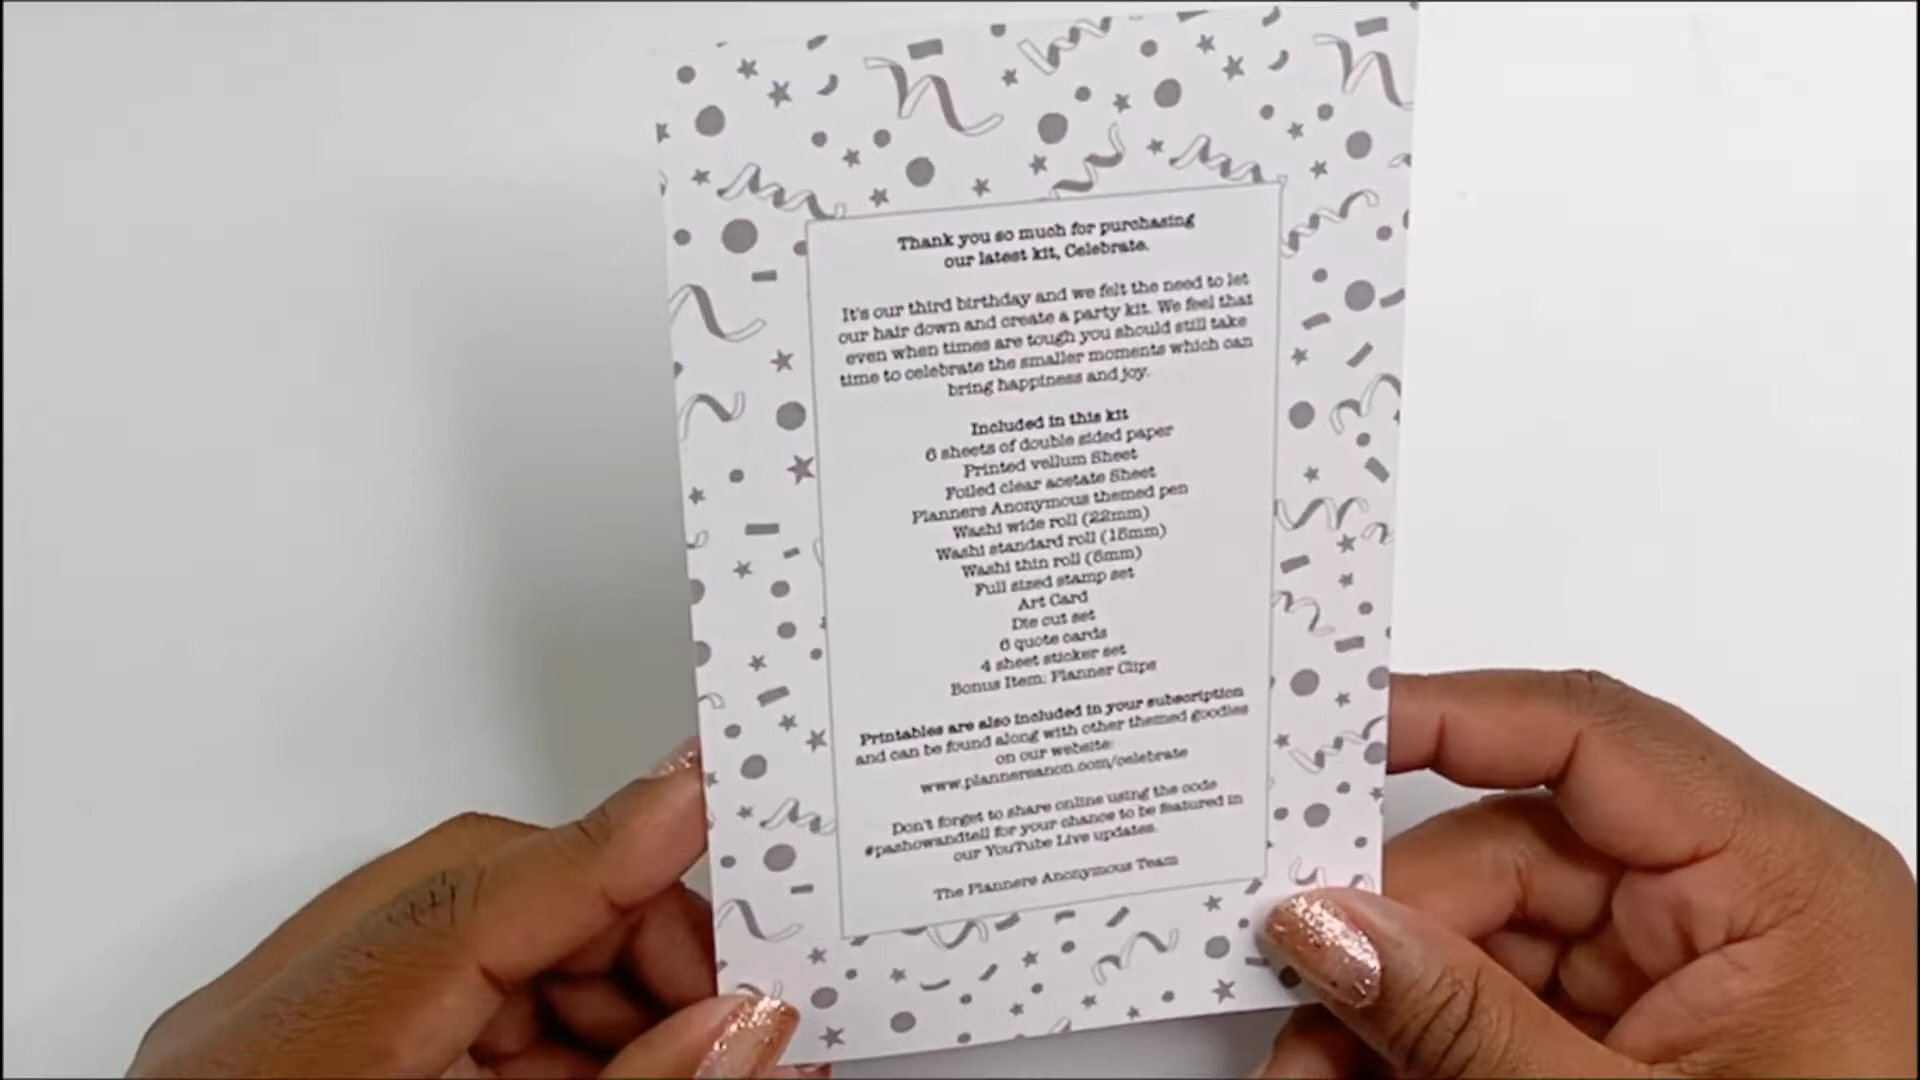 Thank you so much for purchasing
our latest kit, Celebrate.
It's our third birthday and we felt the need to let
our hair down and create a party kit. We feel that
even when times are tough you should still take
time to celebrate the smaller moments which can
bring happiness and joy.
Included in this kit
6 sheets of double sided paper
Printed vellum Sheet
Foiled clear acetate Sheet
Planners Anonymous themed pen
Washi wide roll (22mm)
Washi standard roll (15mm)
Washi thin roll (5mm)
Full sized stamp set
Art Card
Die cut set
6 quote cards
4 sheet sticker set
Bonus Item: Planner Clips
Printables are also included in your subscription
and can be found along with other themed goodies
on our website:
www.plannersanon.com/celebrate
Don't forget to share online using the code
#pashowandtell for your chance to be featured in
our YouTube Live updates.
The Planners Anonymous Team